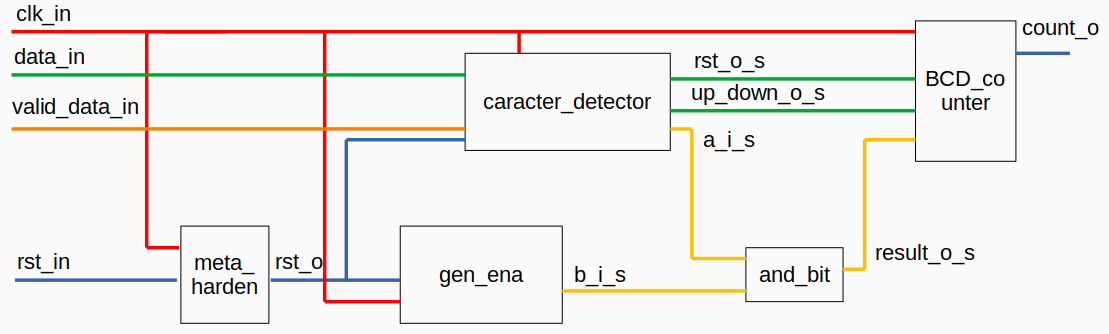 clk_in
count_o
data_in
rst_o_s
BCD_co
unter
up_down_o_s
valid_data_in
caracter_detector
a_i_s
rst_in
meta_
harden
rst_o
gen_ena
b_i_s
and_bit
result_o_s